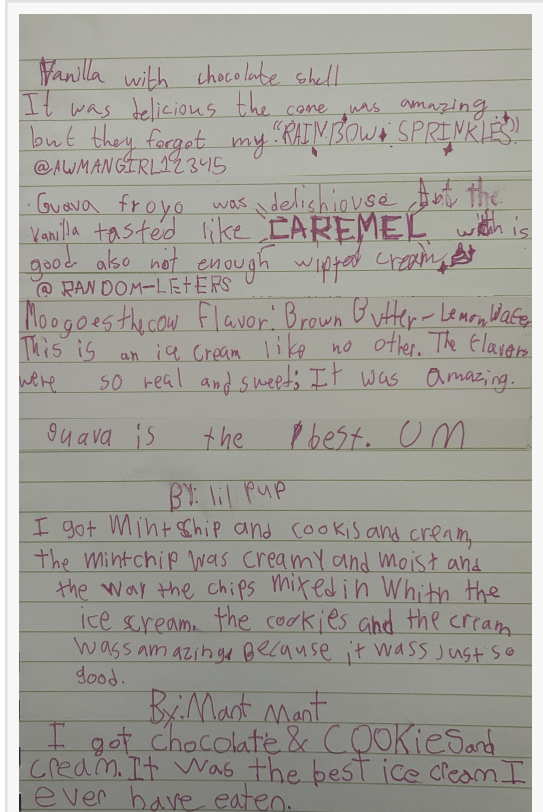 Vanilla with chocolate shell
It was delicious the cone was amazing
but they forgot my "RAINBOW SPRINKLES"
@AWMANGIRL12345
Guava froyo was delishiouse but the
Vanilla tasted like CAREMEL wich is
good also not enough wipped cream
@RANDOM-LETERS
Moogoesthecow Flavor: Brown Butter-Lemon Wafe
This is an ice cream like no other. The flavors
were so real and sweet; It was amazing.
guava is the best. UM
BY: lil pup
I got Mint chip and cookis and cream,
the mintchip was creamy and moist and
the way the chips mixed in Whith the
ice scream. the cookies and the crram
wass amazing. Because it wass just so
good.
By: Mant Mant
I got chocolate & COOKiES and
cream. It was the best ice cream I
ever have eaten.